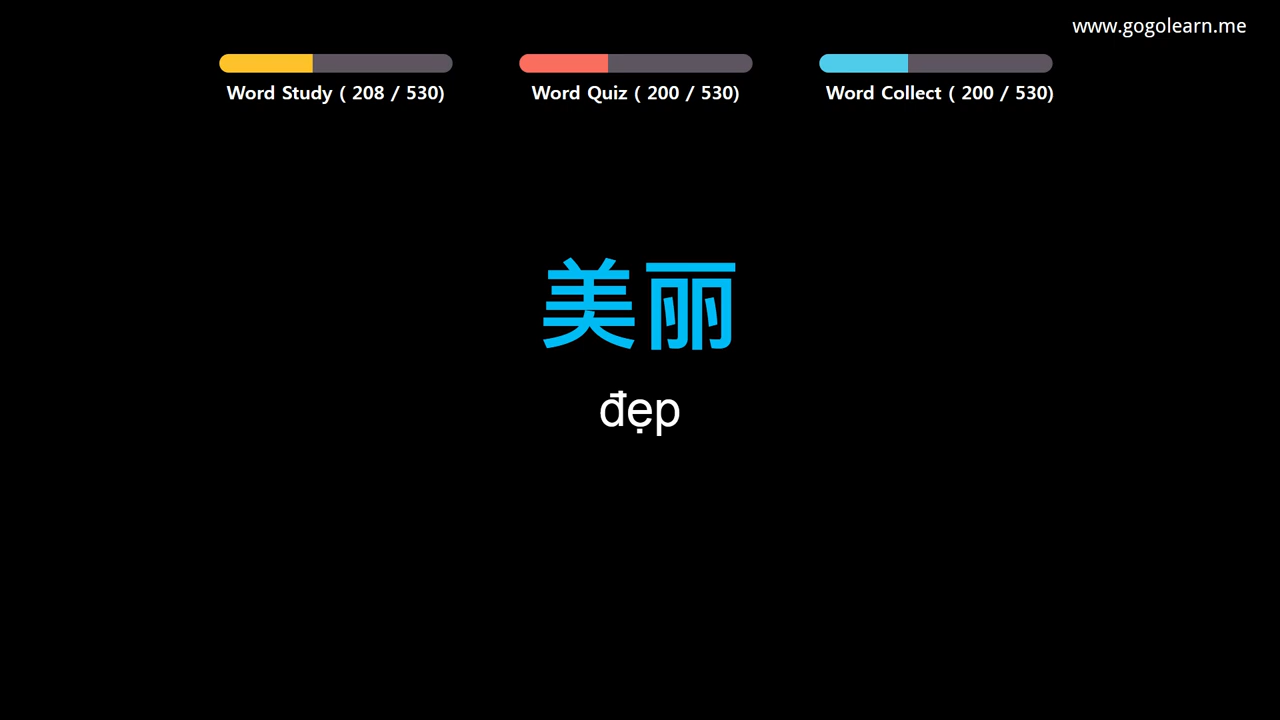 www.gogolearn.me
Word Study ( 208 / 530)
Word Quiz ( 200 / 530)
Word Collect ( 200 / 530)
美丽
đẹp